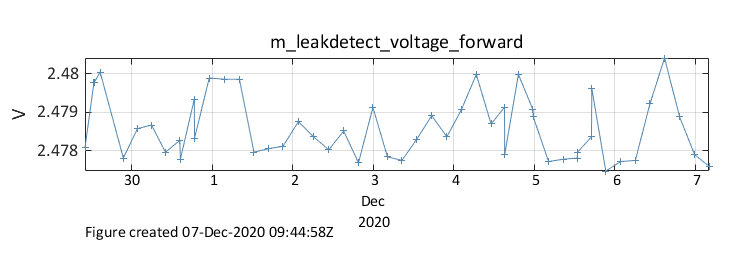 m_leakdetect_voltage_forward
2.48
2.479
2.478
V
30 1 2 3 4 5 6 7
Dec
2020
Figure created 07-Dec-2020 09:44:58Z